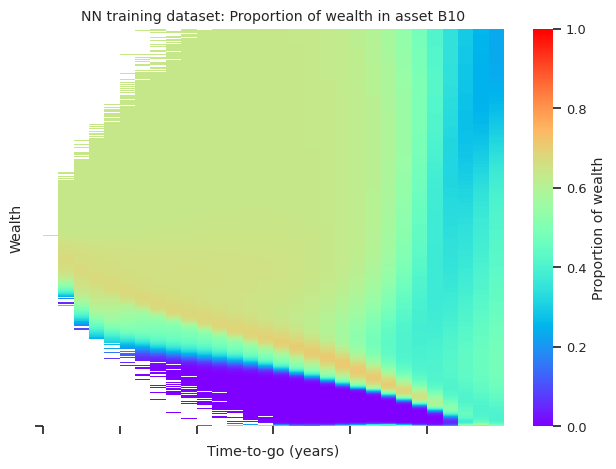 NN training dataset: Proportion of wealth in asset B10
Wealth
Time-to-go (years)
1.0
0.8
0.6
0.4
0.2
0.0
Proportion of wealth